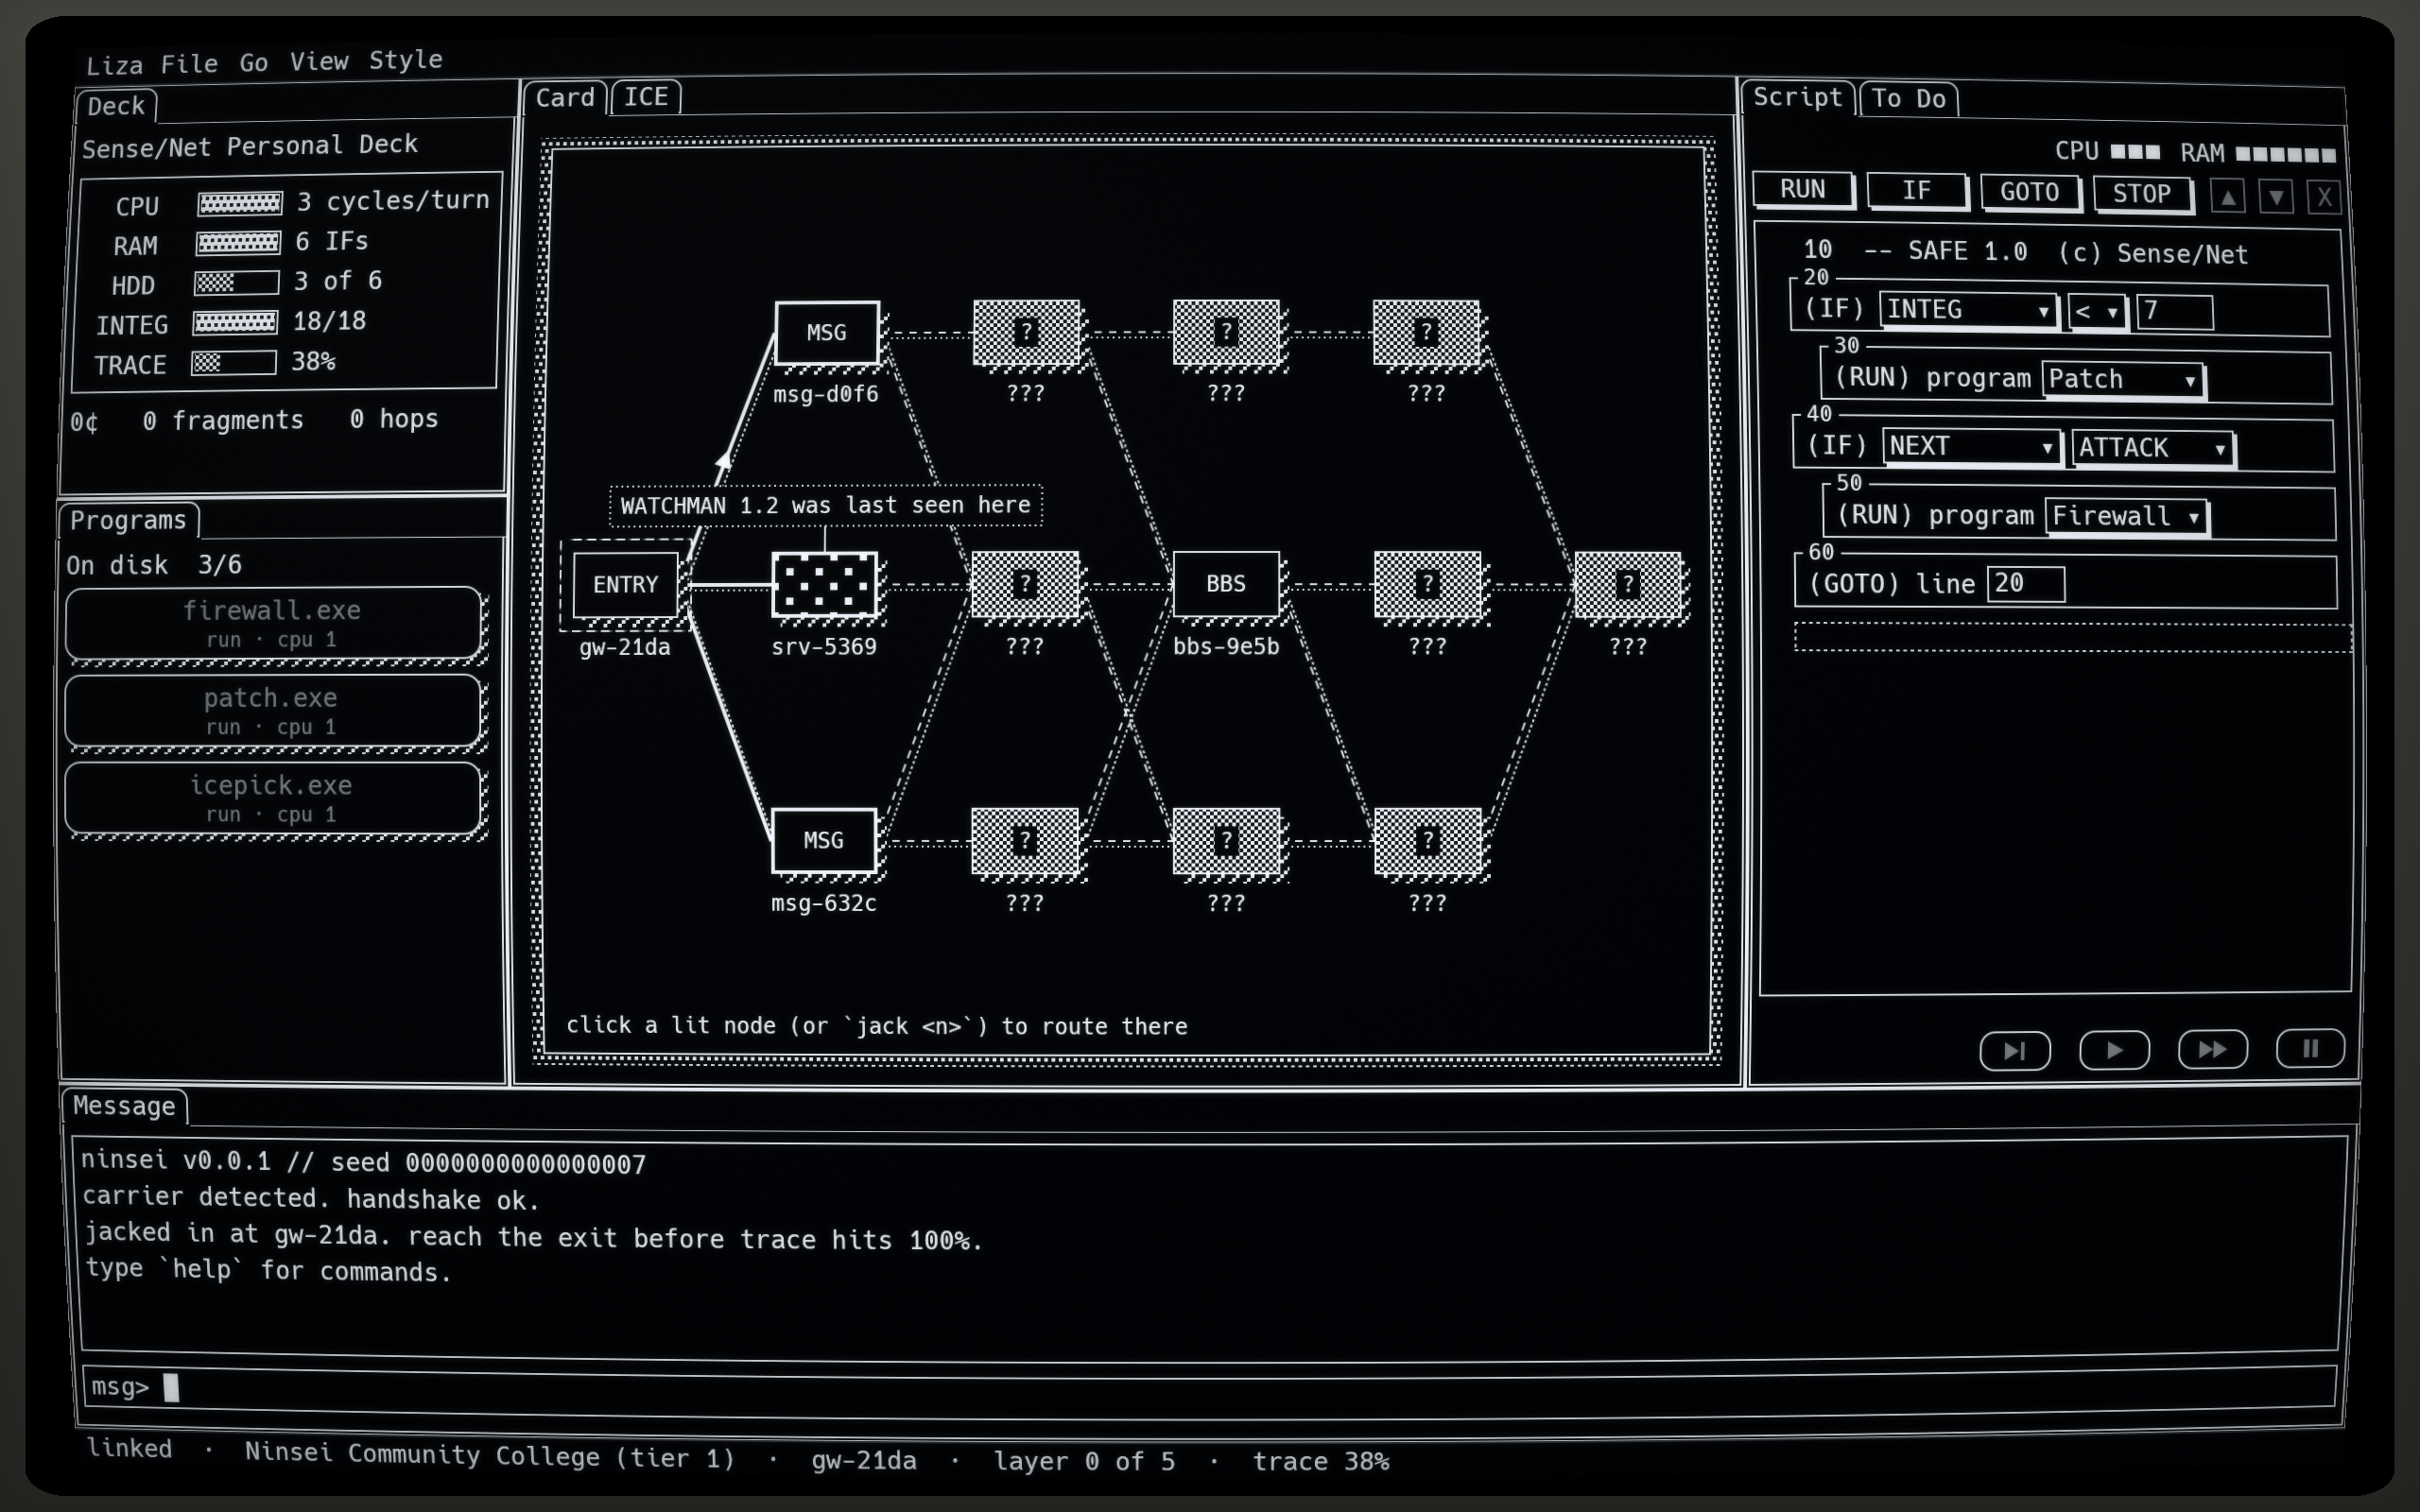 Liza File Go View Style
Deck
Sense/Net Personal Deck
CPU 3 cycles/turn
RAM 6 IFs
HDD 3 of 6
INTEG 18/18
TRACE 38%
0¢ 0 fragments 0 hops
Programs
On disk 3/6
firewall.exe
run · cpu 1
patch.exe
run · cpu 1
icepick.exe
run · cpu 1
Card ICE
MSG ? ? ?
msg-d0f6 ??? ??? ???
WATCHMAN 1.2 was last seen here
ENTRY ? BBS ? ?
gw-21da srv-5369 ??? bbs-9e5b ??? ???
MSG ? ? ?
msg-632c ??? ??? ???
click a lit node (or `jack <n>`) to route there
Script To Do
CPU RAM
RUN IF GOTO STOP ▲ ▼ X
10 -- SAFE 1.0 (c) Sense/Net
20
(IF) INTEG ▼ < ▼ 7
30
(RUN) program Patch ▼
40
(IF) NEXT ▼ ATTACK ▼
50
(RUN) program Firewall ▼
60
(GOTO) line 20
Message
ninsei v0.0.1 // seed 0000000000000007
carrier detected. handshake ok.
jacked in at gw-21da. reach the exit before trace hits 100%.
type `help` for commands.
msg>
linked · Ninsei Community College (tier 1) · gw-21da · layer 0 of 5 · trace 38%